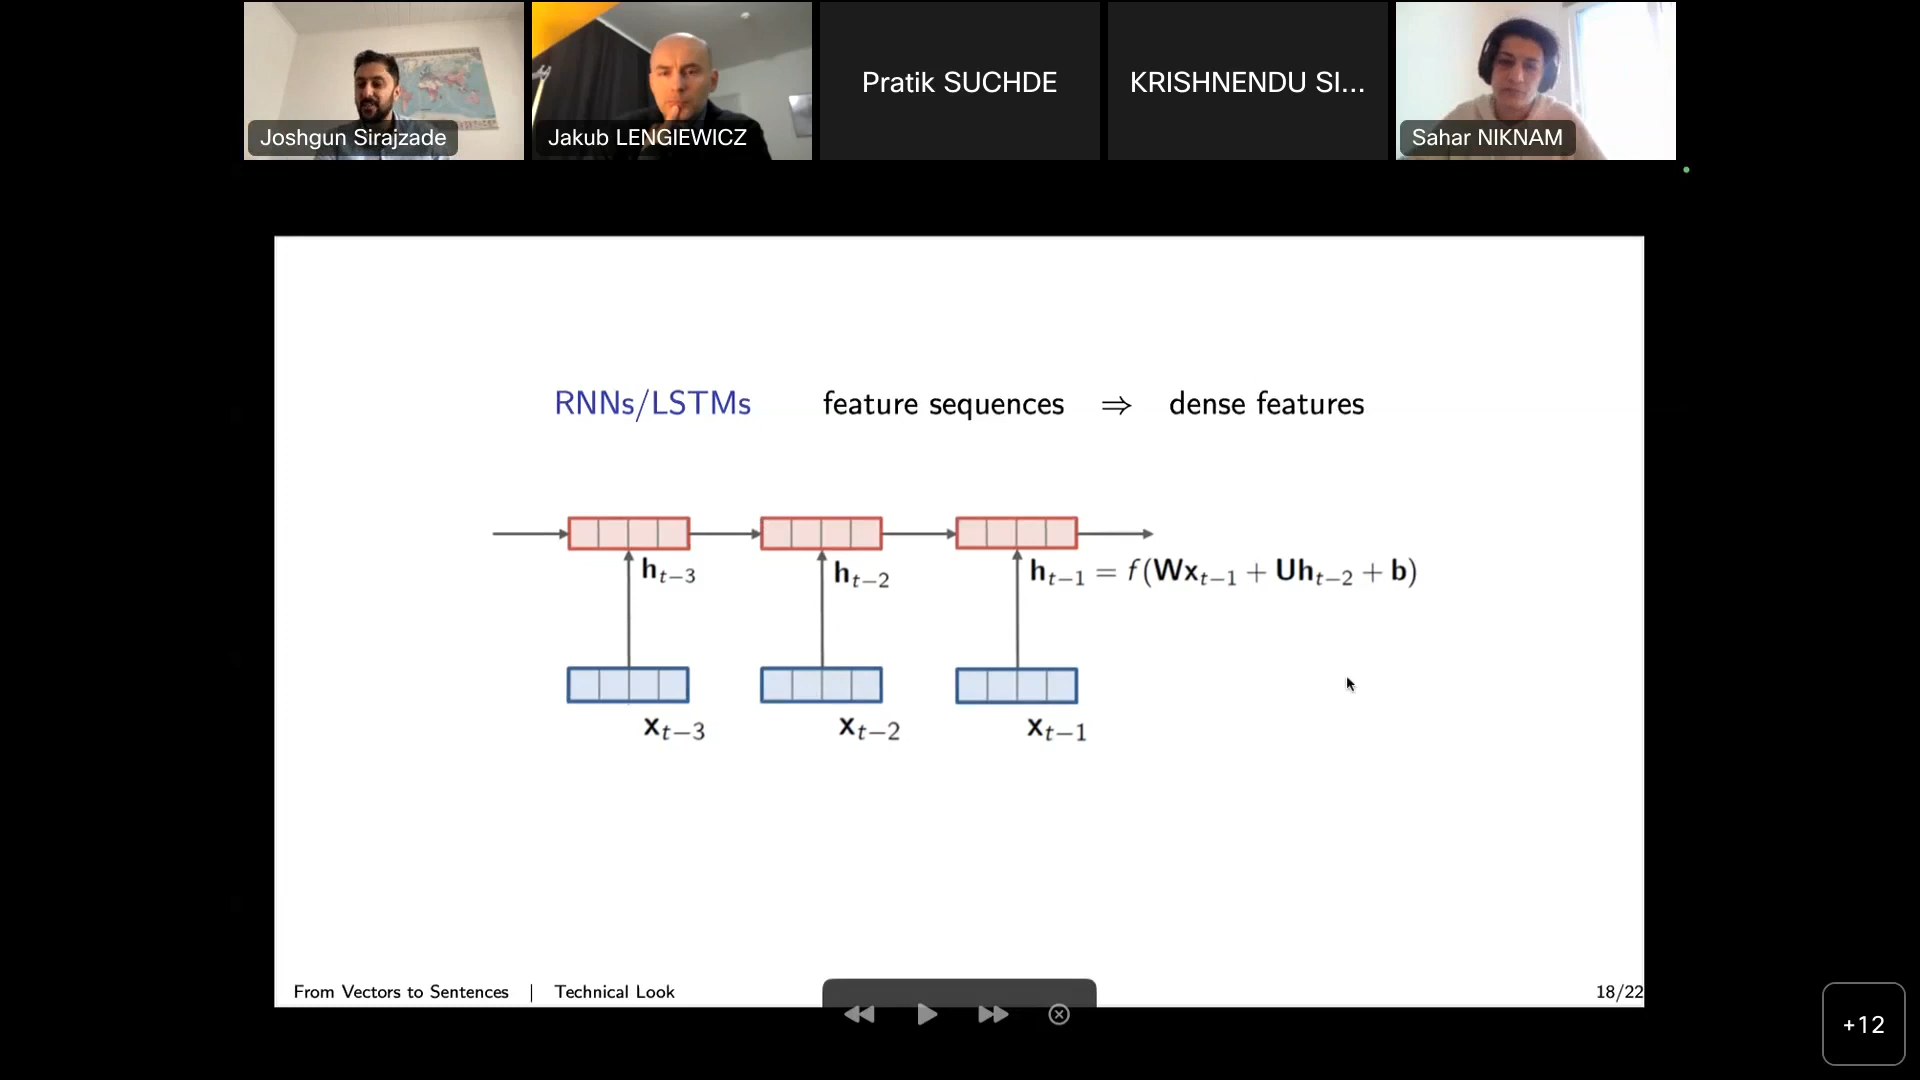 Joshgun Sirajzade
Jakub LENGIEWICZ
Pratik SUCHDE
KRISHNENDU SI...
Sahar NIKNAM
RNNs/LSTMs feature sequences ⇒ dense features
h_{t−3} h_{t−2} h_{t−1} = f(Wx_{t−1} + Uh_{t−2} + b)
x_{t−3} x_{t−2} x_{t−1}
From Vectors to Sentences | Technical Look 18/22
+12